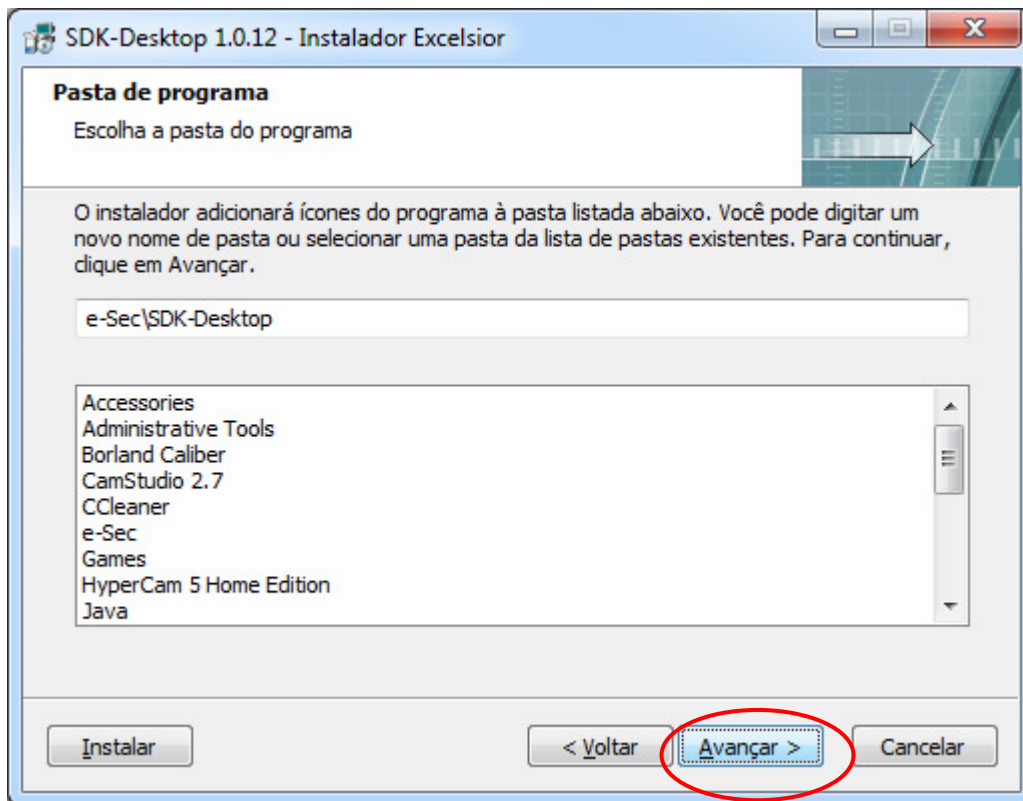 SDK-Desktop 1.0.12 - Instalador Excelsior
Pasta de programa
Escolha a pasta do programa
O instalador adicionará ícones do programa à pasta listada abaixo. Você pode digitar um
novo nome de pasta ou selecionar uma pasta da lista de pastas existentes. Para continuar,
clique em Avançar.
e-Sec\SDK-Desktop
Accessories
Administrative Tools
Borland Caliber
CamStudio 2.7
CCleaner
e-Sec
Games
HyperCam 5 Home Edition
Java
Instalar
< Voltar
Avançar >
Cancelar